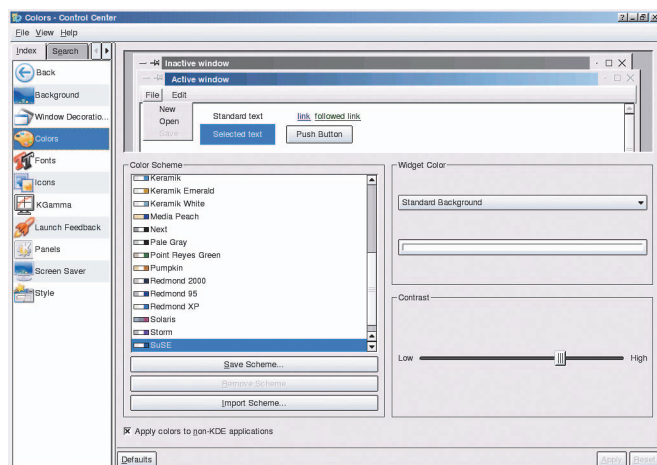 Colors - Control Center
File View Help
Index Search
Back
Background
Window Decoratio...
Colors
Fonts
Icons
KGamma
Launch Feedback
Panels
Screen Saver
Style
Inactive window
Active window
File Edit
New
Open
Save
Standard text link followed link
Selected text Push Button
Color Scheme
Keramik
Keramik Emerald
Keramik White
Media Peach
Next
Pale Gray
Point Reyes Green
Pumpkin
Redmond 2000
Redmond 95
Redmond XP
Solaris
Storm
SuSE
Save Scheme...
Remove Scheme
Import Scheme...
Widget Color
Standard Background
Contrast
Low High
Apply colors to non-KDE applications
Defaults Apply Reset